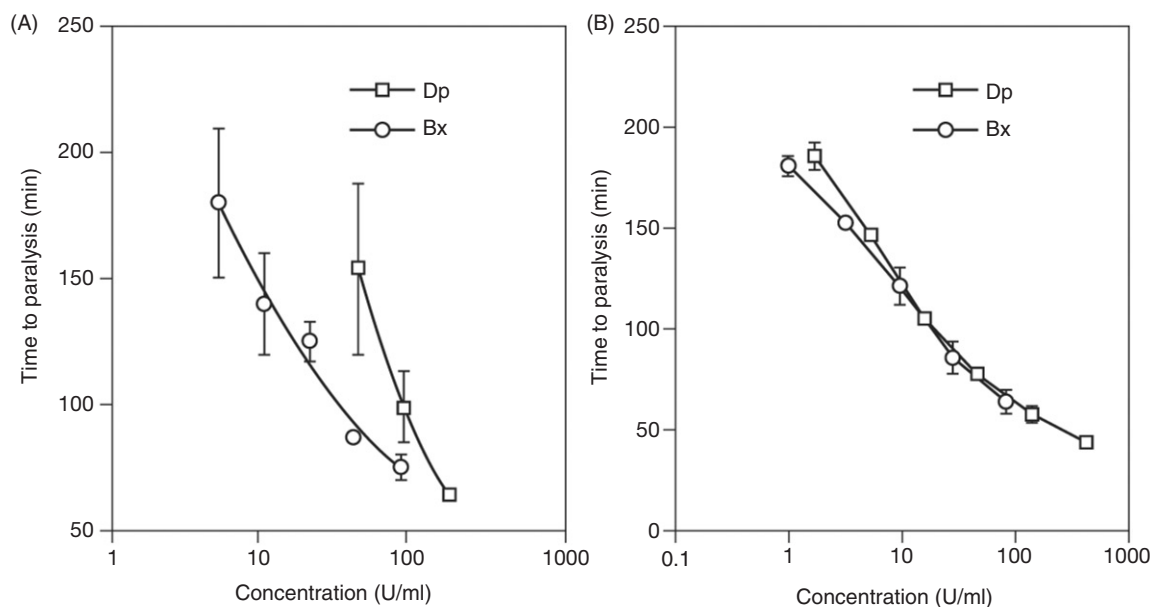 (A)
250
200
150
100
50
Time to paralysis (min)
Dp
Bx
1
10
100
1000
Concentration (U/ml)
(B)
250
200
150
100
50
0
Time to paralysis (min)
Dp
Bx
0.1
1
10
100
1000
Concentration (U/ml)